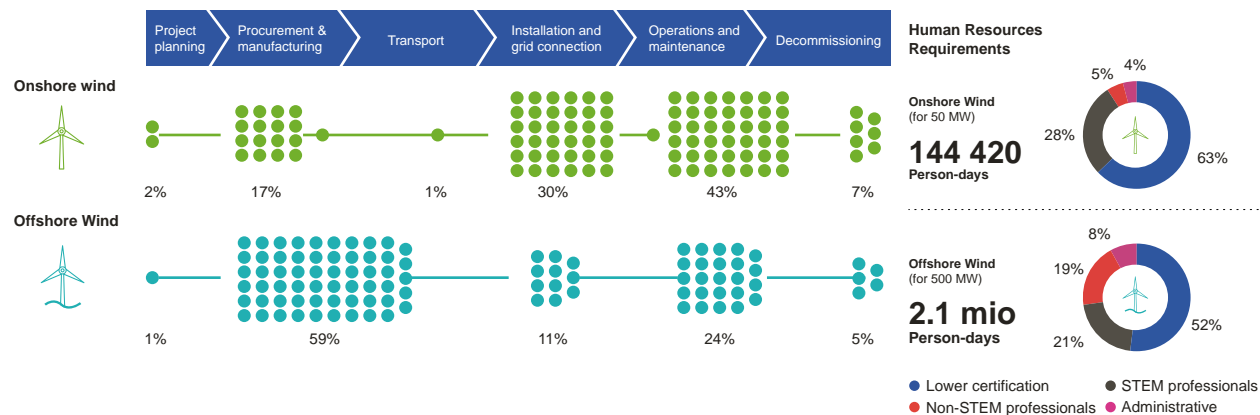 Project
planning
Procurement &
manufacturing
Transport
Installation and
grid connection
Operations and
maintenance
Decommissioning
Onshore wind
2%
17%
1%
30%
43%
7%
Offshore Wind
1%
59%
11%
24%
5%
Human Resources
Requirements
Onshore Wind
(for 50 MW)
144 420
Person-days
5%
4%
28%
63%
Offshore Wind
(for 500 MW)
2.1 mio
Person-days
8%
19%
21%
52%
Lower certification
STEM professionals
Non-STEM professionals
Administrative